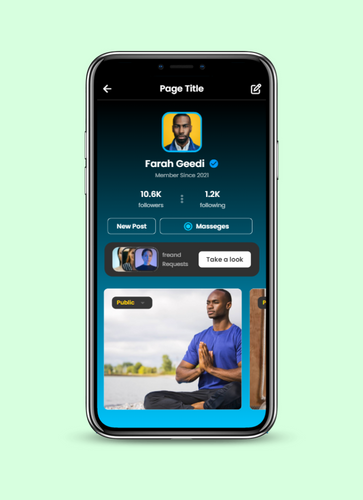 Page Title
Farah Geedi
Member Since 2021
10.6K
1.2K
followers
following
New Post
Masseges
freand
Requests
Take a look
Public